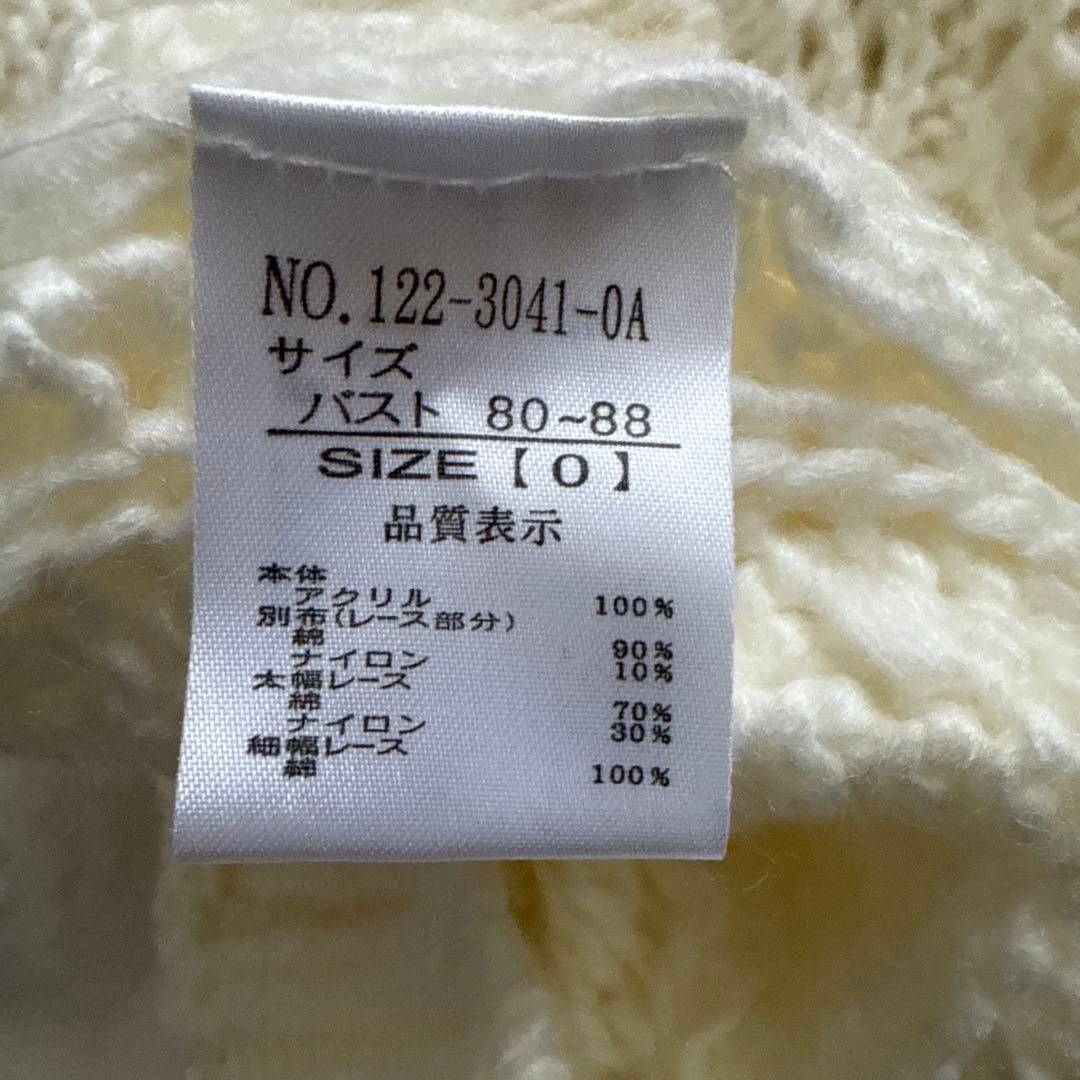 NO. 122-3041-0A
サイズ
バスト 80~88
SIZE【0】
品質表示
本体
アクリル 100%
別布(レース部分)
綿 90%
ナイロン 10%
太幅レース
綿 70%
ナイロン 30%
細幅レース
綿 100%